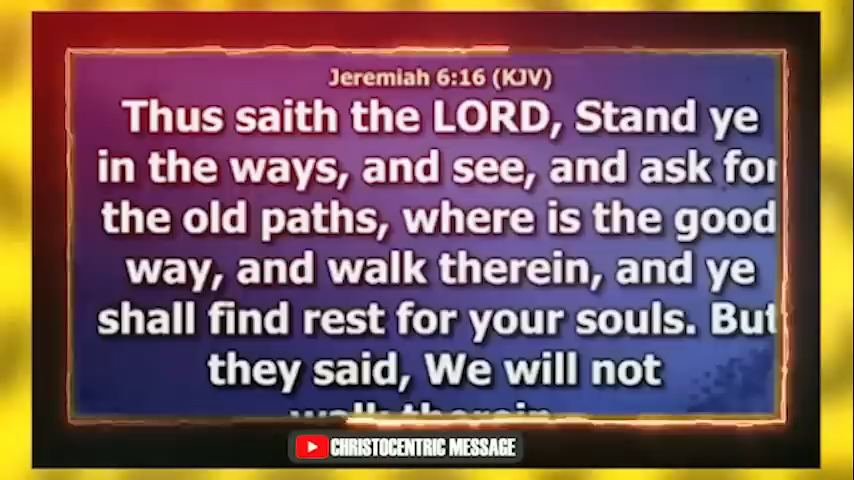 Jeremiah 6:16 (KJV)
Thus saith the LORD, Stand ye
in the ways, and see, and ask for
the old paths, where is the good
way, and walk therein, and ye
shall find rest for your souls. But
they said, We will not
walk therein
CHRISTOCENTRIC MESSAGE